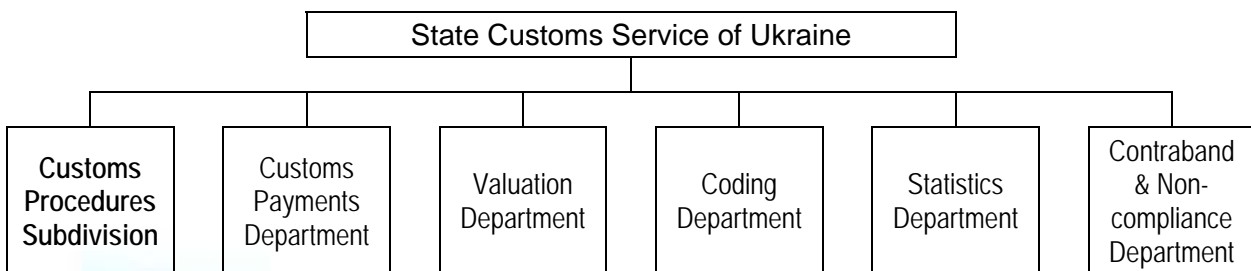 State Customs Service of Ukraine
Customs
Procedures
Subdivision
Customs
Payments
Department
Valuation
Department
Coding
Department
Statistics
Department
Contraband
& Non-
compliance
Department